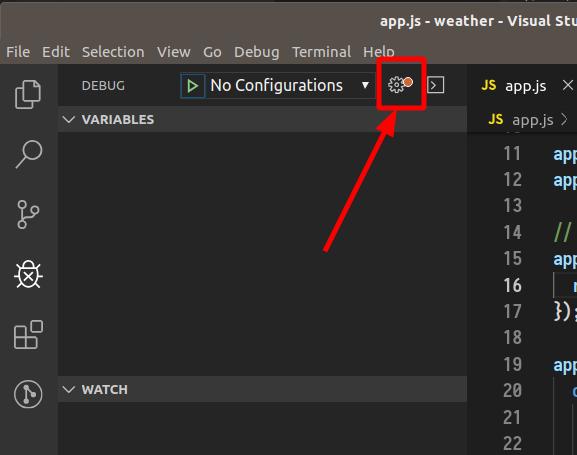 app.js - weather - Visual Stu
File Edit Selection View Go Debug Terminal Help
DEBUG No Configurations
JS app.js ×
VARIABLES
JS app.js >
11 app
12 app
13
14 //
15 app
16
17 });
18
19 app
20
21
22
WATCH